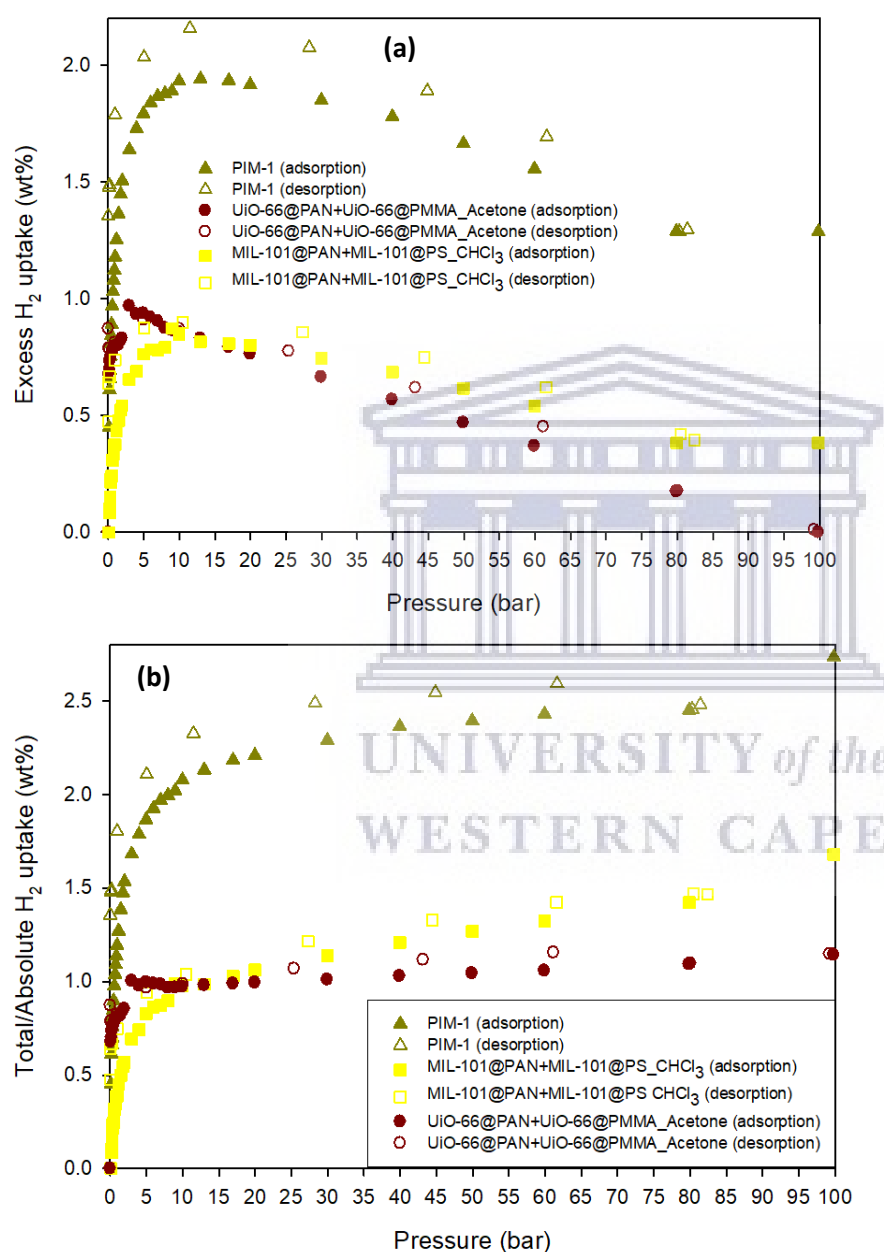 (a)
Excess H2 uptake (wt%)
2.0
1.5
1.0
0.5
0.0
PIM-1 (adsorption)
PIM-1 (desorption)
UiO-66@PAN+UiO-66@PMMA_Acetone (adsorption)
UiO-66@PAN+UiO-66@PMMA_Acetone (desorption)
MIL-101@PAN+MIL-101@PS_CHCl3 (adsorption)
MIL-101@PAN+MIL-101@PS_CHCl3 (desorption)
0 5 10 15 20 25 30 35 40 45 50 55 60 65 70 75 80 85 90 95 100
Pressure (bar)
(b)
Total/Absolute H2 uptake (wt%)
2.5
2.0
1.5
1.0
0.5
0.0
UNIVERSITY of the
WESTERN CAPE
PIM-1 (adsorption)
PIM-1 (desorption)
MIL-101@PAN+MIL-101@PS_CHCl3 (adsorption)
MIL-101@PAN+MIL-101@PS CHCl3 (desorption)
UiO-66@PAN+UiO-66@PMMA_Acetone (adsorption)
UiO-66@PAN+UiO-66@PMMA_Acetone (desorption)
0 5 10 15 20 25 30 35 40 45 50 55 60 65 70 75 80 85 90 95 100
Pressure (bar)